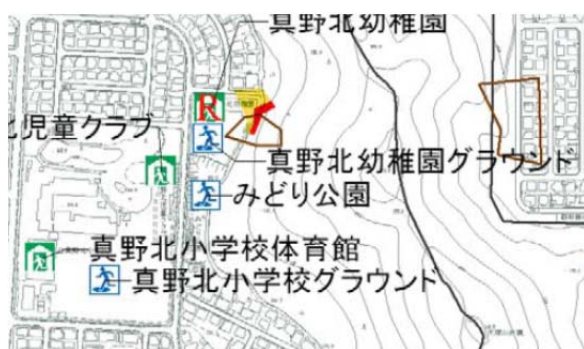 真野北幼稚園
R
北児童クラブ
真野北幼稚園グラウンド
みどり公園
真野北小学校体育館
真野北小学校グラウンド